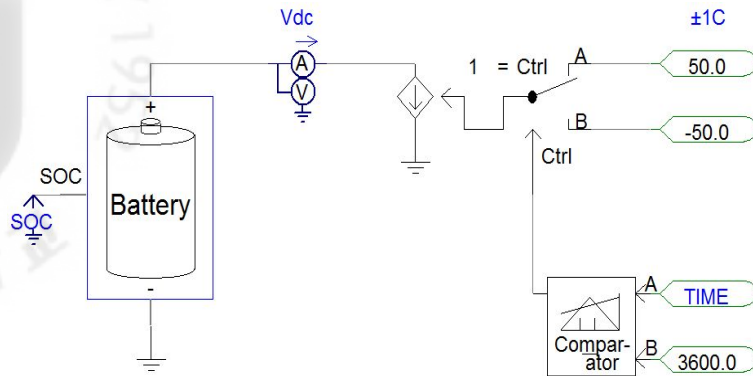 Vdc
±1C
A
V
1 = Ctrl
A
50.0
B
-50.0
Ctrl
+
SOC
SOC
Battery
-
A
TIME
Compar-
ator
B
3600.0